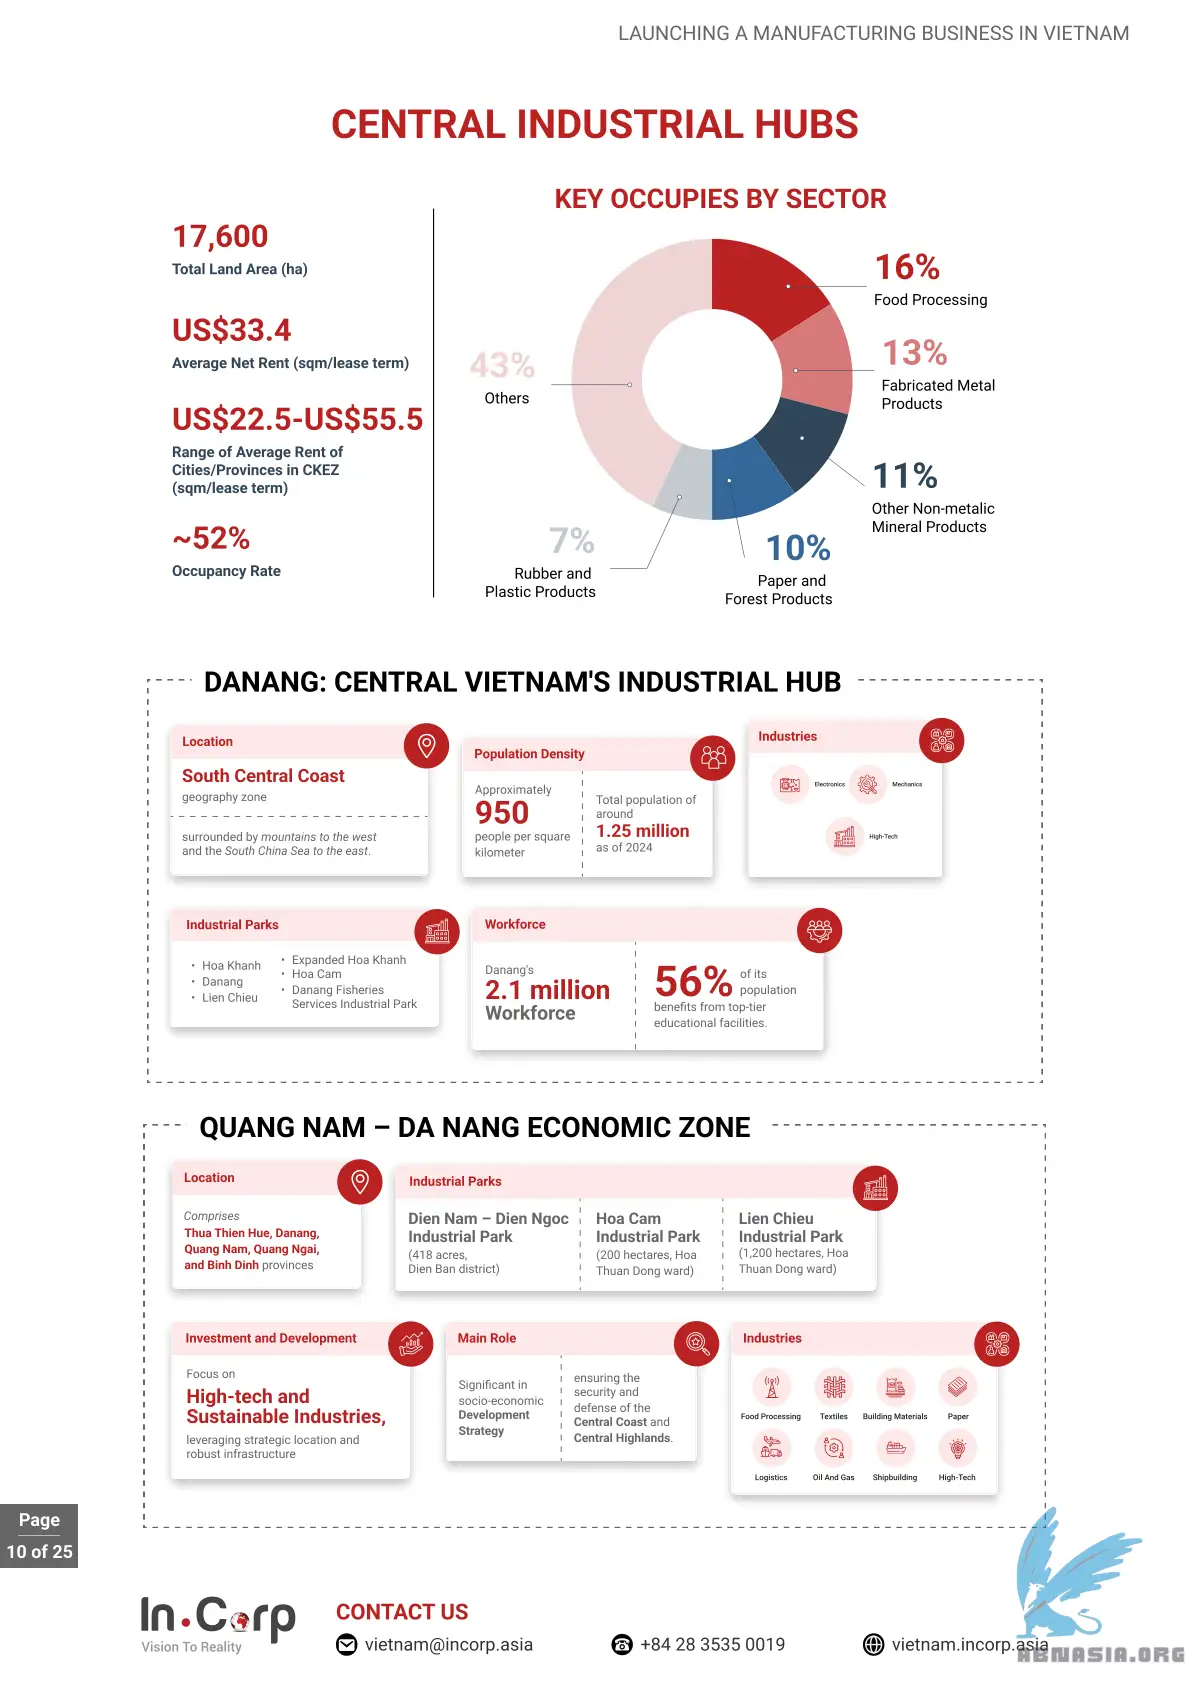 LAUNCHING A MANUFACTURING BUSINESS IN VIETNAM
CENTRAL INDUSTRIAL HUBS
17,600
Total Land Area (ha)
US$33.4
Average Net Rent (sqm/lease term)
US$22.5-US$55.5
Range of Average Rent of
Cities/Provinces in CKEZ
(sqm/lease term)
~52%
Occupancy Rate
KEY OCCUPIES BY SECTOR
16%
Food Processing
13%
Fabricated Metal
Products
11%
Other Non-metalic
Mineral Products
10%
Paper and
Forest Products
7%
Rubber and
Plastic Products
43%
Others
DANANG: CENTRAL VIETNAM'S INDUSTRIAL HUB
Location
South Central Coast
geography zone
surrounded by mountains to the west
and the South China Sea to the east.
Population Density
Approximately
950
people per square
kilometer
Total population of
around
1.25 million
as of 2024
Industries
Electronics
Mechanics
High-Tech
Industrial Parks
• Hoa Khanh
• Danang
• Lien Chieu
• Expanded Hoa Khanh
• Hoa Cam
• Danang Fisheries
Services Industrial Park
Workforce
Danang's
2.1 million
Workforce
56% of its
population
benefits from top-tier
educational facilities.
QUANG NAM – DA NANG ECONOMIC ZONE
Location
Comprises
Thua Thien Hue, Danang,
Quang Nam, Quang Ngai,
and Binh Dinh provinces
Industrial Parks
Dien Nam – Dien Ngoc
Industrial Park
(418 acres,
Dien Ban district)
Hoa Cam
Industrial Park
(200 hectares, Hoa
Thuan Dong ward)
Lien Chieu
Industrial Park
(1,200 hectares, Hoa
Thuan Dong ward)
Investment and Development
Focus on
High-tech and
Sustainable Industries,
leveraging strategic location and
robust infrastructure
Main Role
Significant in
socio-economic
Development
Strategy
ensuring the
security and
defense of the
Central Coast and
Central Highlands.
Industries
Food Processing
Textiles
Building Materials
Paper
Logistics
Oil And Gas
Shipbuilding
High-Tech
Page
10 of 25
In.Corp
Vision To Reality
CONTACT US
vietnam@incorp.asia
+84 28 3535 0019
vietnam.incorp.asia
ABNASIA.ORG